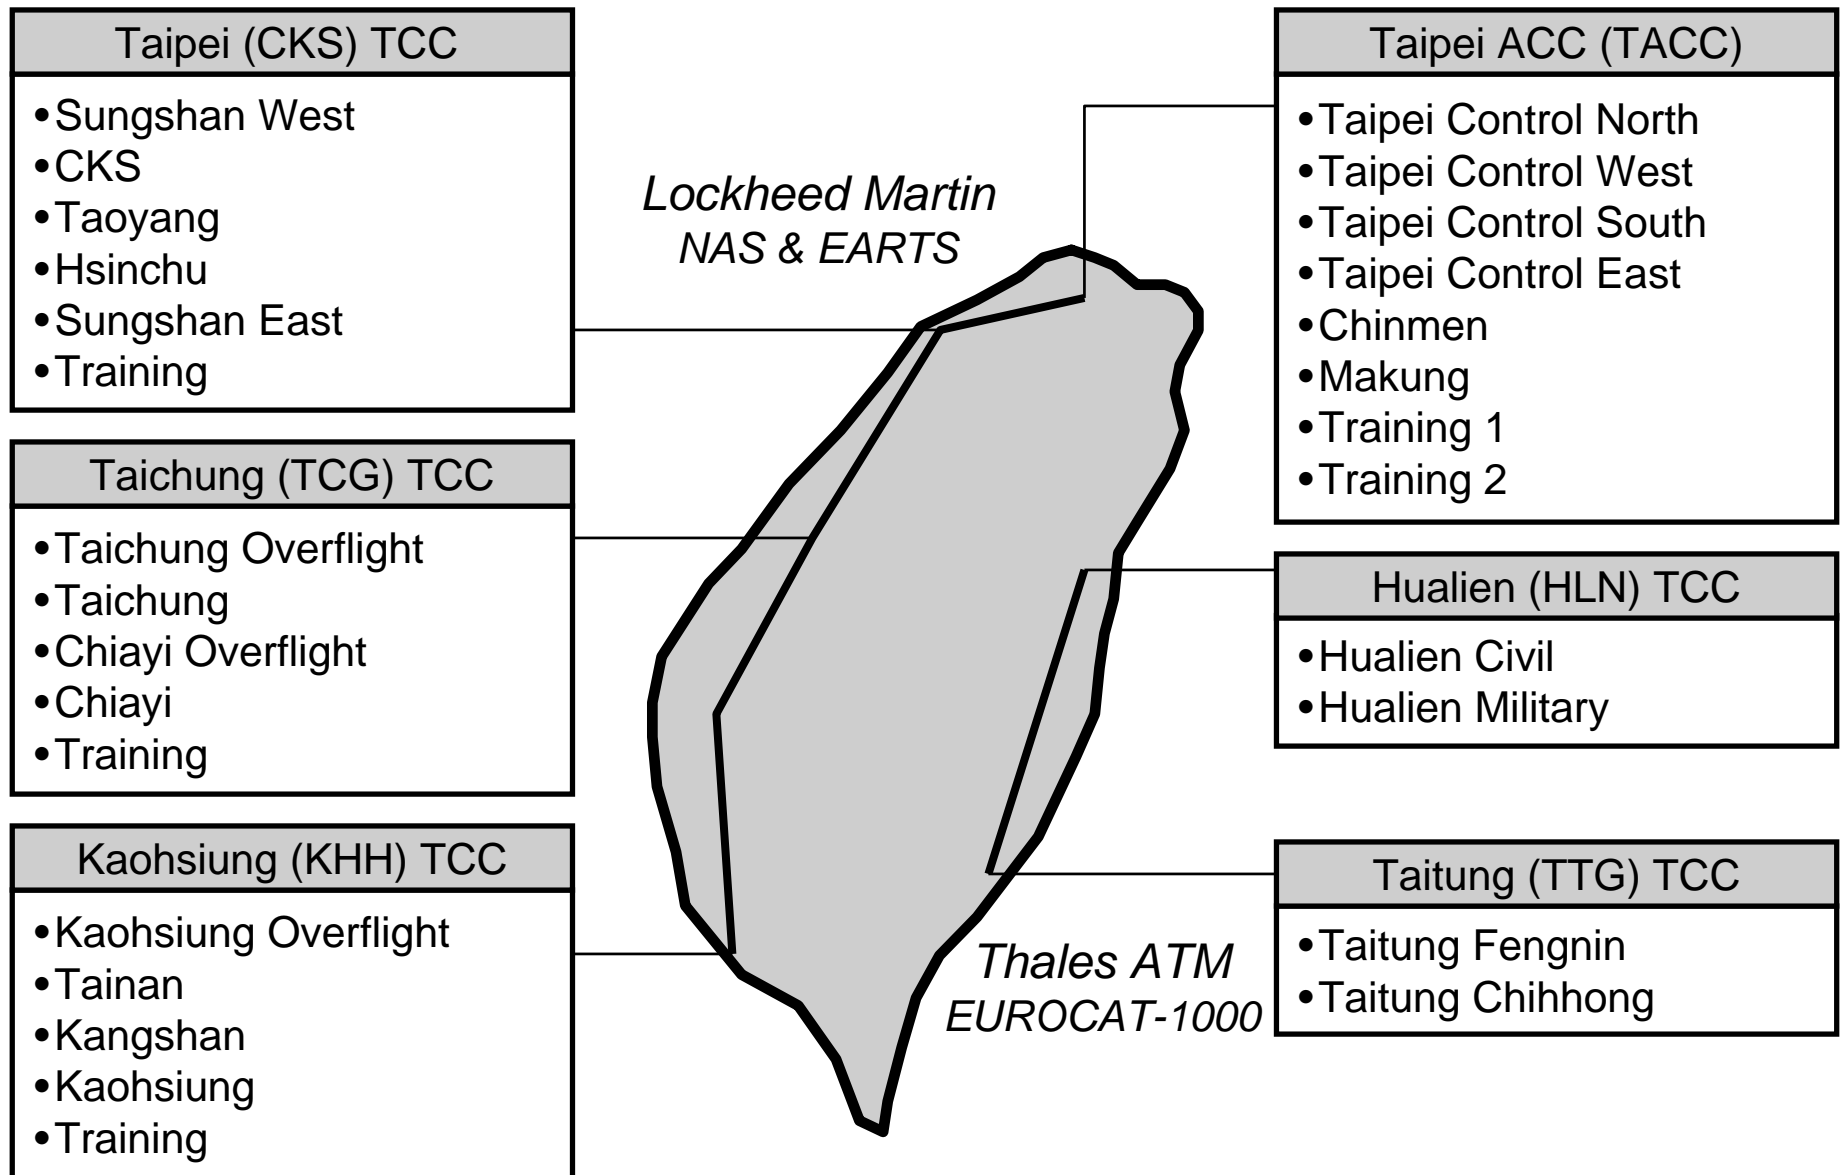 Taipei (CKS) TCC
•Sungshan West
•CKS
•Taoyang
•Hsinchu
•Sungshan East
•Training
Taichung (TCG) TCC
•Taichung Overflight
•Taichung
•Chiayi Overflight
•Chiayi
•Training
Kaohsiung (KHH) TCC
•Kaohsiung Overflight
•Tainan
•Kangshan
•Kaohsiung
•Training
Lockheed Martin
NAS & EARTS
Thales ATM
EUROCAT-1000
Taipei ACC (TACC)
•Taipei Control North
•Taipei Control West
•Taipei Control South
•Taipei Control East
•Chinmen
•Makung
•Training 1
•Training 2
Hualien (HLN) TCC
•Hualien Civil
•Hualien Military
Taitung (TTG) TCC
•Taitung Fengnin
•Taitung Chihhong